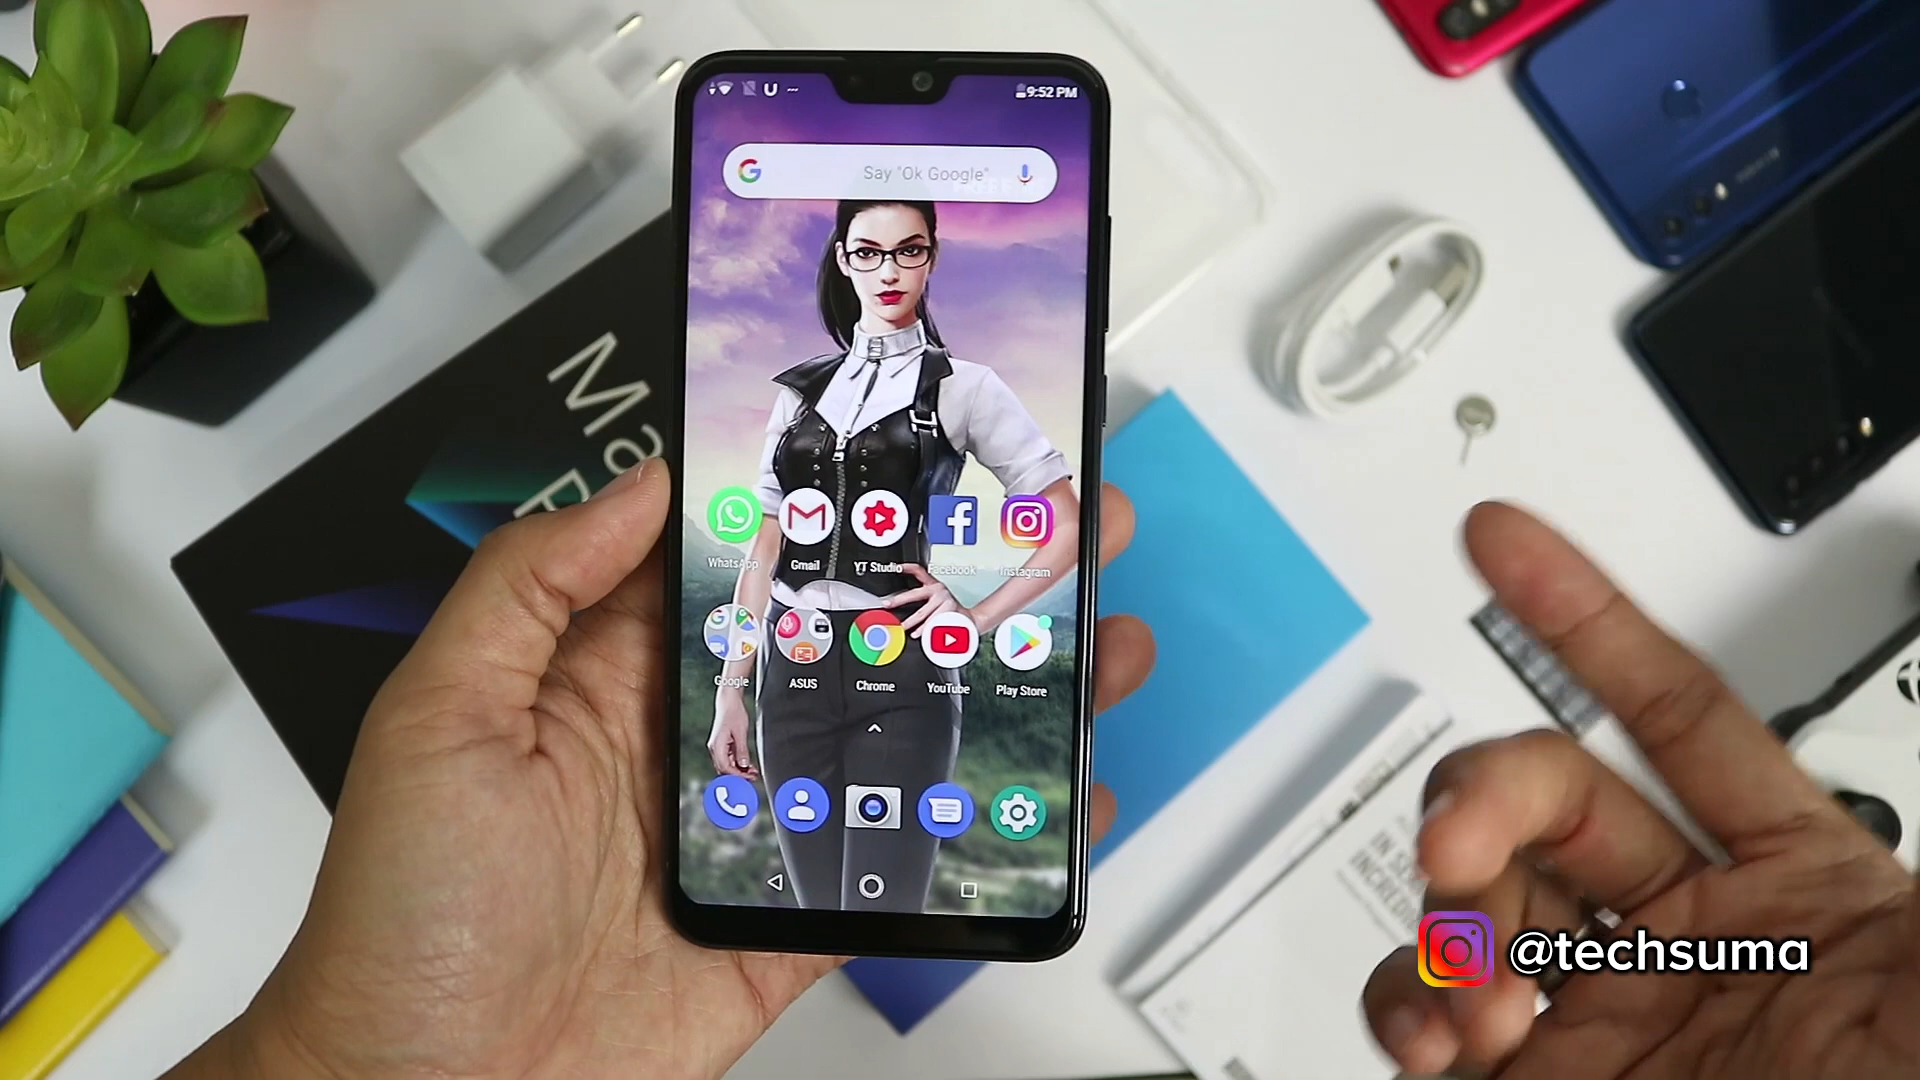 9:52 PM
Say "Ok Google"
WhatsApp
Gmail
YT Studio
Facebook
Instagram
Google
ASUS
Chrome
YouTube
Play Store
Ma
@techsuma